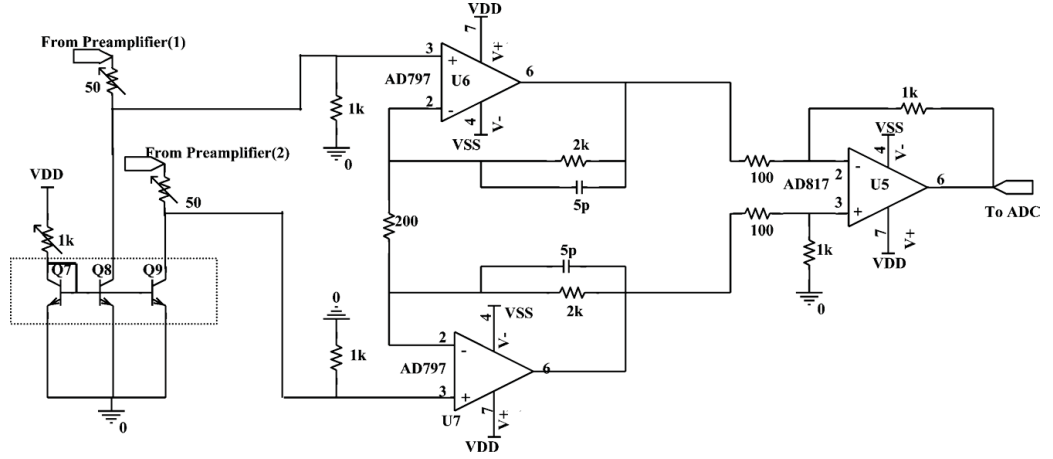 From Preamplifier(1)
50
From Preamplifier(2)
50
VDD
1k
Q7
Q8
Q9
0
1k
0
0
1k
VDD
7
V+
3
+
AD797
U6
6
2
-
4
V-
VSS
2k
5p
200
5p
2k
4
VSS
V-
2
-
AD797
6
3
+
U7
7
V+
VDD
100
100
1k
0
1k
VSS
4
V-
2
-
AD817
U5
6
3
+
7
V+
VDD
To ADC